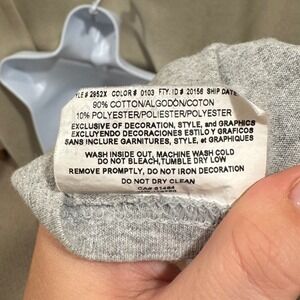 YLE # 2952X COLOR # 0103 FTY. ID # 20156 SHIP DATE
90% COTTON/ALGODÓN/COTON
10% POLYESTER/POLIESTER/POLYESTER
EXCLUSIVE OF DECORATION, STYLE, and GRAPHICS
EXCLUYENDO DECORACIONES ESTILO Y GRAFICOS
SANS INCLURE GARNITURES, STYLE, et GRAPHIQUES
WASH INSIDE OUT, MACHINE WASH COLD
DO NOT BLEACH, TUMBLE DRY LOW
REMOVE PROMPTLY, DO NOT IRON DECORATION
DO NOT DRY CLEAN